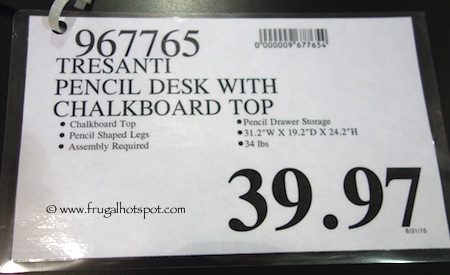 967765
0000009677654
TRESANTI
PENCIL DESK WITH
CHALKBOARD TOP
• Chalkboard Top
• Pencil Shaped Legs
• Assembly Required
• Pencil Drawer Storage
• 31.2"W X 19.2"D X 24.2"H
• 34 lbs
39.97
© www.frugalhotspot.com
8/31/15